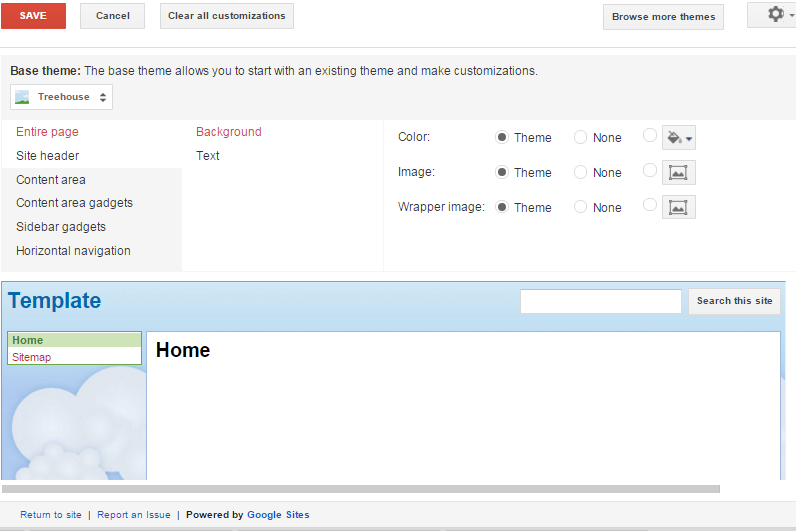 SAVE Cancel Clear all customizations Browse more themes
Base theme: The base theme allows you to start with an existing theme and make customizations.
Treehouse
Entire page Background
Site header Text
Content area
Content area gadgets
Sidebar gadgets
Horizontal navigation
Color: Theme None
Image: Theme None
Wrapper image: Theme None
Template Search this site
Home
Sitemap
Home
Return to site | Report an Issue | Powered by Google Sites